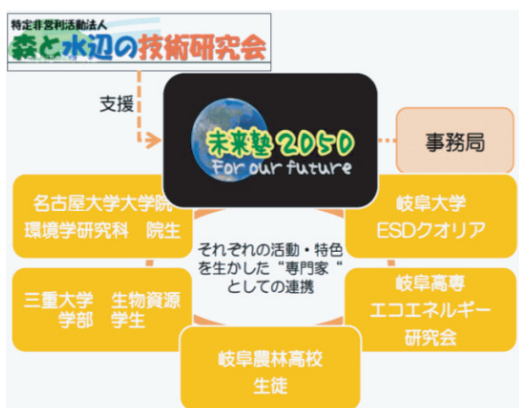 特定非営利活動法人
森と水辺の技術研究会
支援
未来塾2050
For our future
事務局
名古屋大学大学院
環境学研究科　院生
岐阜大学
ESDクオリア
それぞれの活動・特色
を生かした“専門家“
としての連携
三重大学　生物資源
学部　学生
岐阜高専
エコエネルギー
研究会
岐阜農林高校
生徒